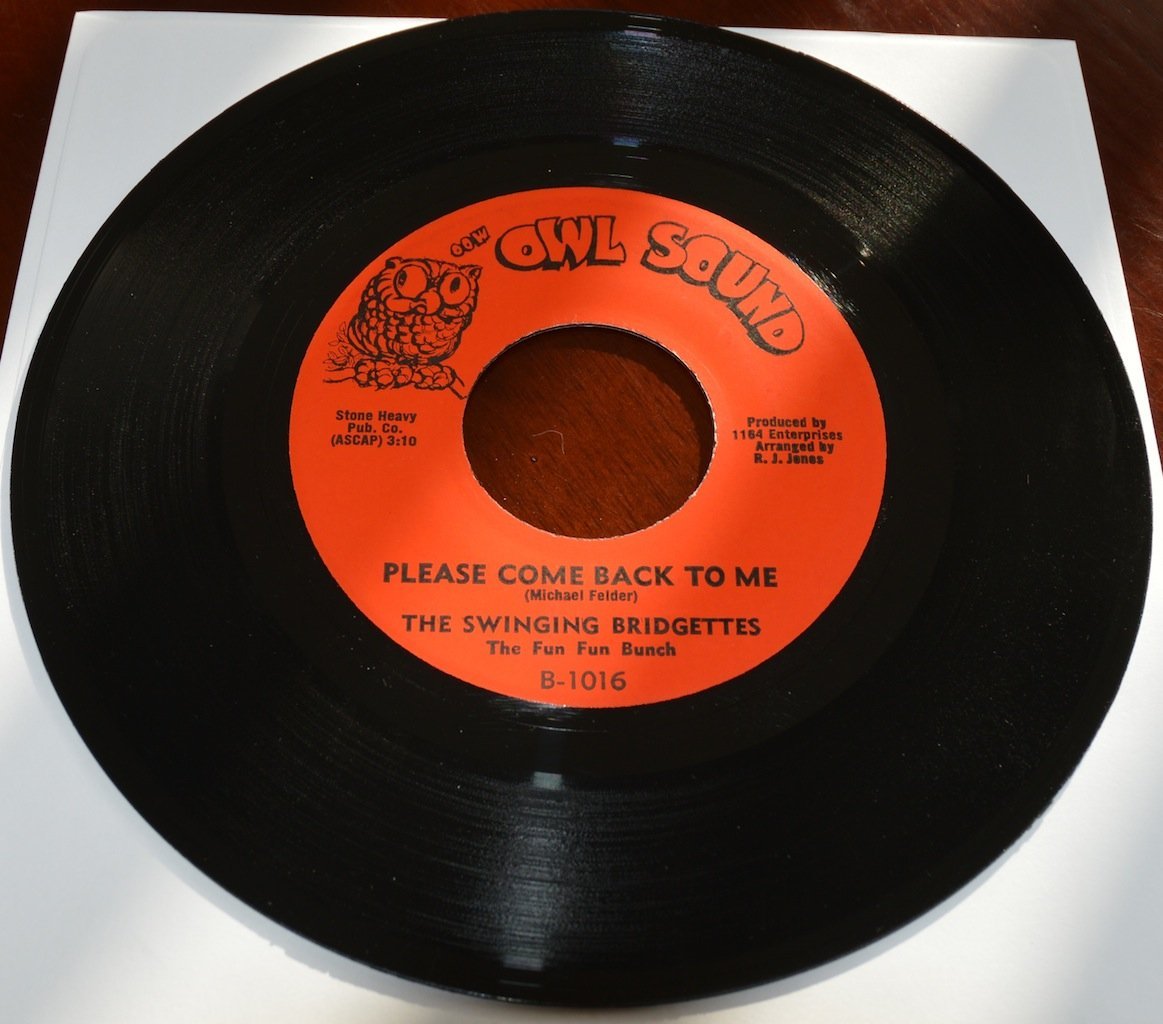 OOW OWL SOUND
Stone Heavy
Pub. Co.
(ASCAP) 3:10
Produced by
1164 Enterprises
Arranged by
R. J. Jones
PLEASE COME BACK TO ME
(Michael Felder)
THE SWINGING BRIDGETTES
The Fun Fun Bunch
B-1016